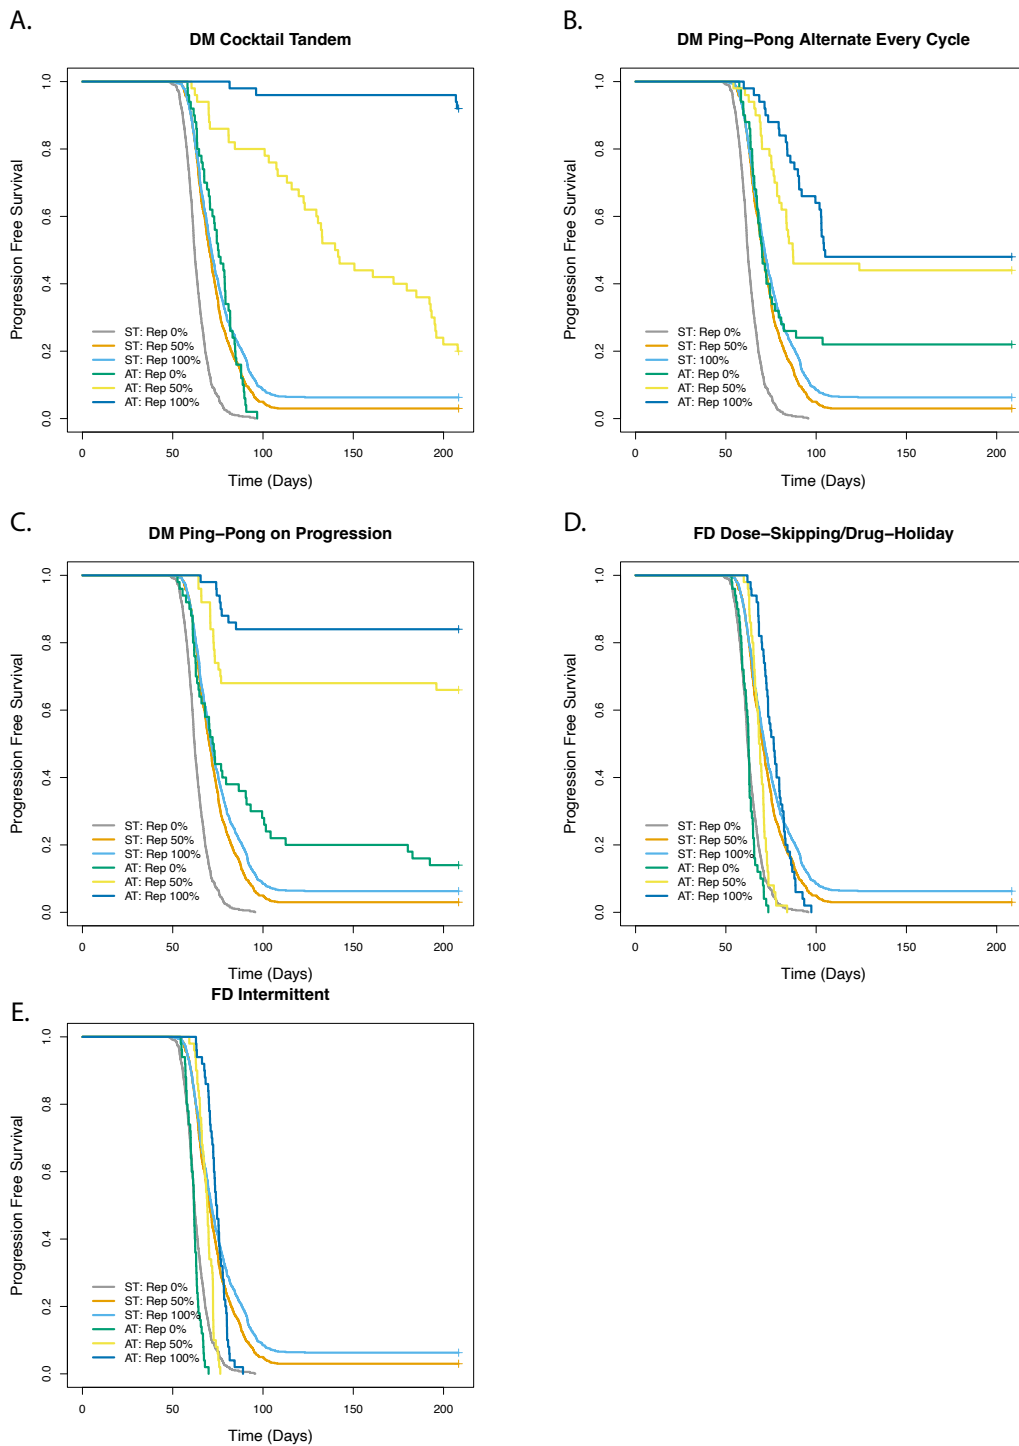 A.
DM Cocktail Tandem
Progression Free Survival
1.0
0.8
0.6
0.4
0.2
0.0
ST: Rep 0%
ST: Rep 50%
ST: Rep 100%
AT: Rep 0%
AT: Rep 50%
AT: Rep 100%
0 50 100 150 200
Time (Days)
B.
DM Ping−Pong Alternate Every Cycle
Progression Free Survival
1.0
0.8
0.6
0.4
0.2
0.0
ST: Rep 0%
ST: Rep 50%
ST: 100%
AT: Rep 0%
AT: Rep 50%
AT: Rep 100%
0 50 100 150 200
Time (Days)
C.
DM Ping−Pong on Progression
Progression Free Survival
1.0
0.8
0.6
0.4
0.2
0.0
ST: Rep 0%
ST: Rep 50%
ST: Rep 100%
AT: Rep 0%
AT: Rep 50%
AT: Rep 100%
0 50 100 150 200
Time (Days)
D.
FD Dose−Skipping/Drug−Holiday
Progression Free Survival
1.0
0.8
0.6
0.4
0.2
0.0
ST: Rep 0%
ST: Rep 50%
ST: Rep 100%
AT: Rep 0%
AT: Rep 50%
AT: Rep 100%
0 50 100 150 200
Time (Days)
E.
FD Intermittent
Progression Free Survival
1.0
0.8
0.6
0.4
0.2
0.0
ST: Rep 0%
ST: Rep 50%
ST: Rep 100%
AT: Rep 0%
AT: Rep 50%
AT: Rep 100%
0 50 100 150 200
Time (Days)